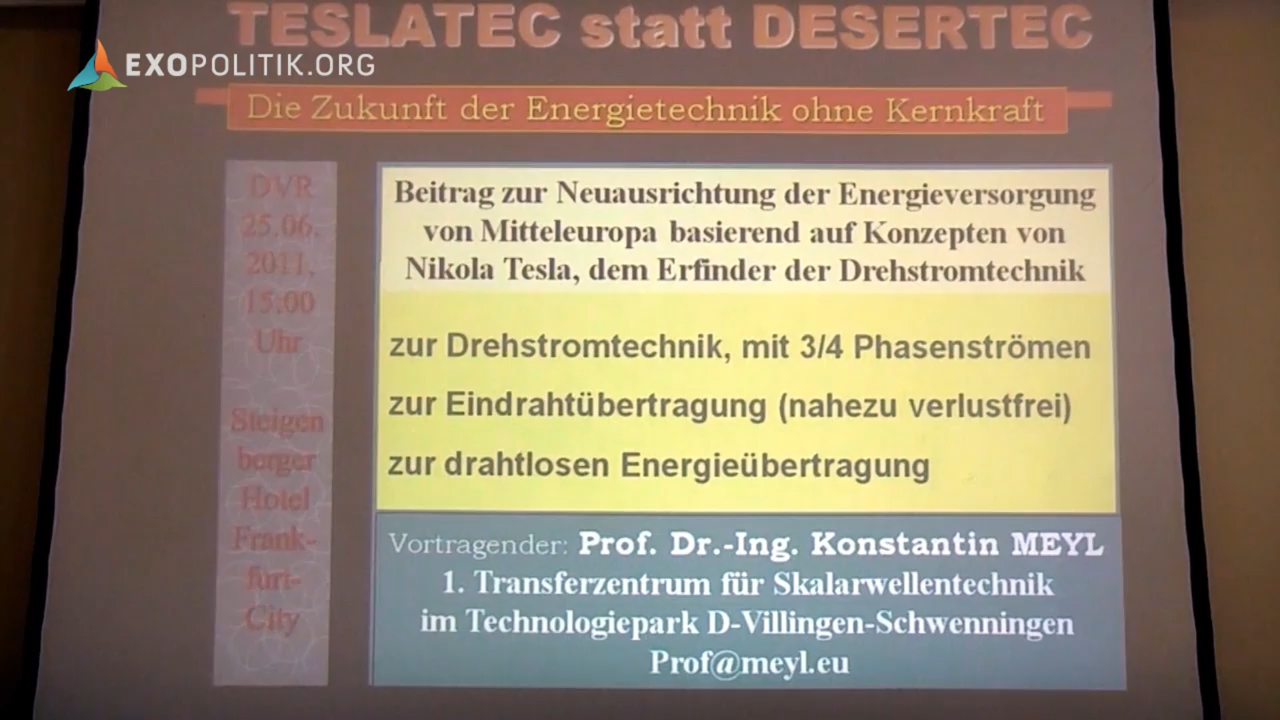 TESLATEC statt DESERTEC
EXOPOLITIK.ORG
Die Zukunft der Energietechnik ohne Kernkraft
DVR
25.06.
2011,
15:00
Uhr
Steigen
berger
Hotel
Frank-
furt-
City
Beitrag zur Neuausrichtung der Energieversorgung
von Mitteleuropa basierend auf Konzepten von
Nikola Tesla, dem Erfinder der Drehstromtechnik
zur Drehstromtechnik, mit 3/4 Phasenströmen
zur Eindrahtübertragung (nahezu verlustfrei)
zur drahtlosen Energieübertragung
Vortragender: Prof. Dr.-Ing. Konstantin MEYL
1. Transferzentrum für Skalarwellentechnik
im Technologiepark D-Villingen-Schwenningen
Prof@meyl.eu